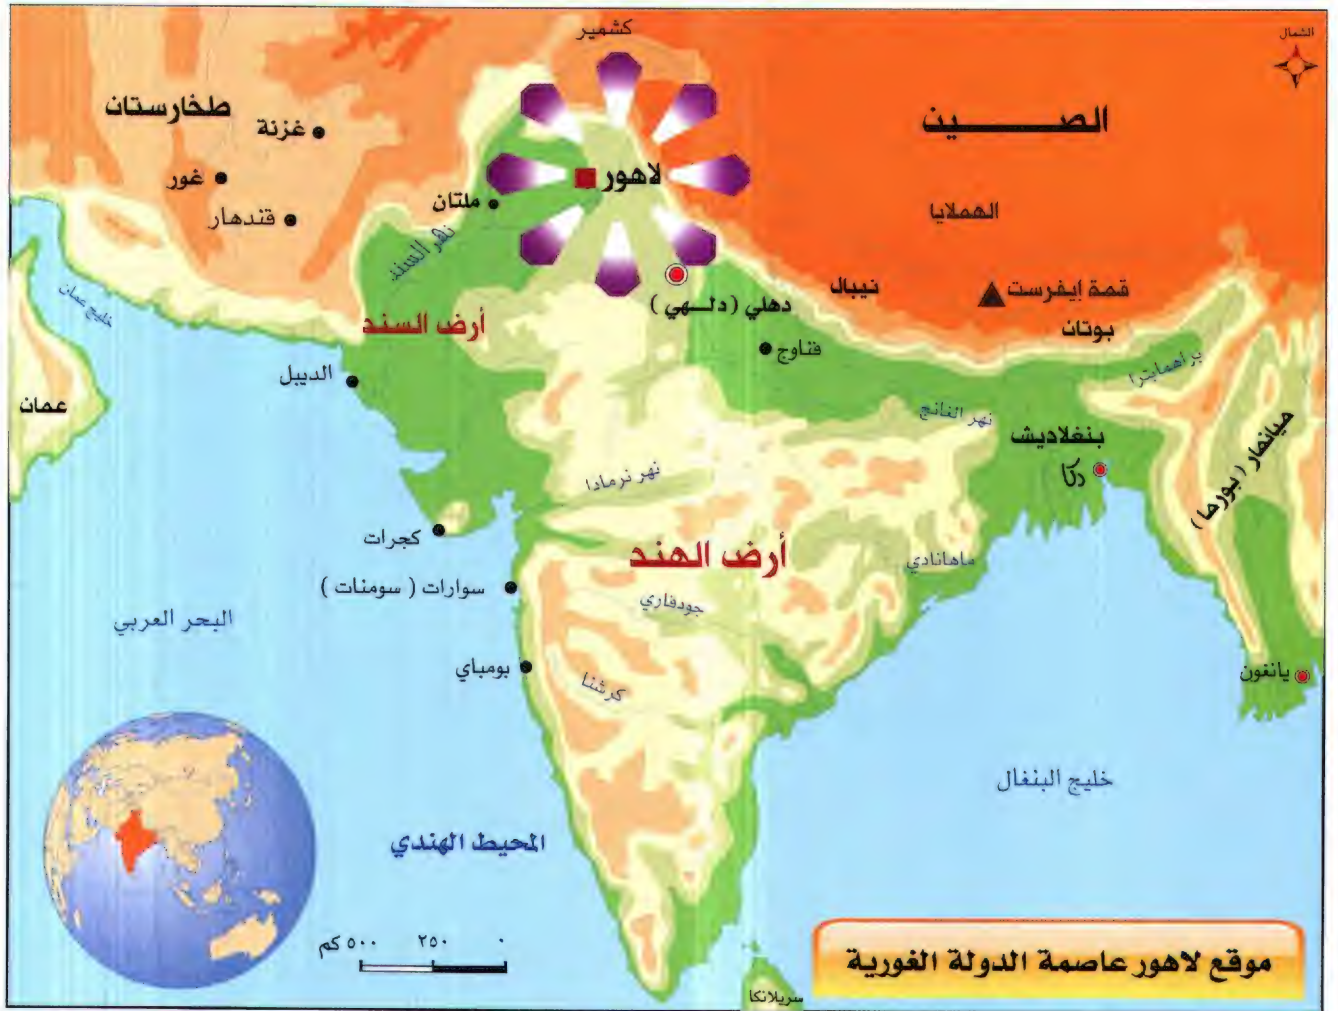 كشمير
الشمال
طخارستان
غزنة
الصين
غور
لاهور
ملتان
قندهار
الهملايا
نهر السند
خليج عمان
نيبال
قمة إيفرست
دهلي ( دلهي )
بوتان
أرض السند
فتاوج
براهمابترا
الديبل
عمان
نهر الغانج
ميانمار ( بورما )
بنغلاديش
دكا
نهر نرمادا
كجرات
أرض الهند
ماهانادي
سوارات ( سومنات )
جودفاري
البحر العربي
بومباي
كرشنا
يانغون
خليج البنغال
المحيط الهندي
٠ ٢٥٠ ٥٠٠ كم
موقع لاهور عاصمة الدولة الغورية
سريلانكا